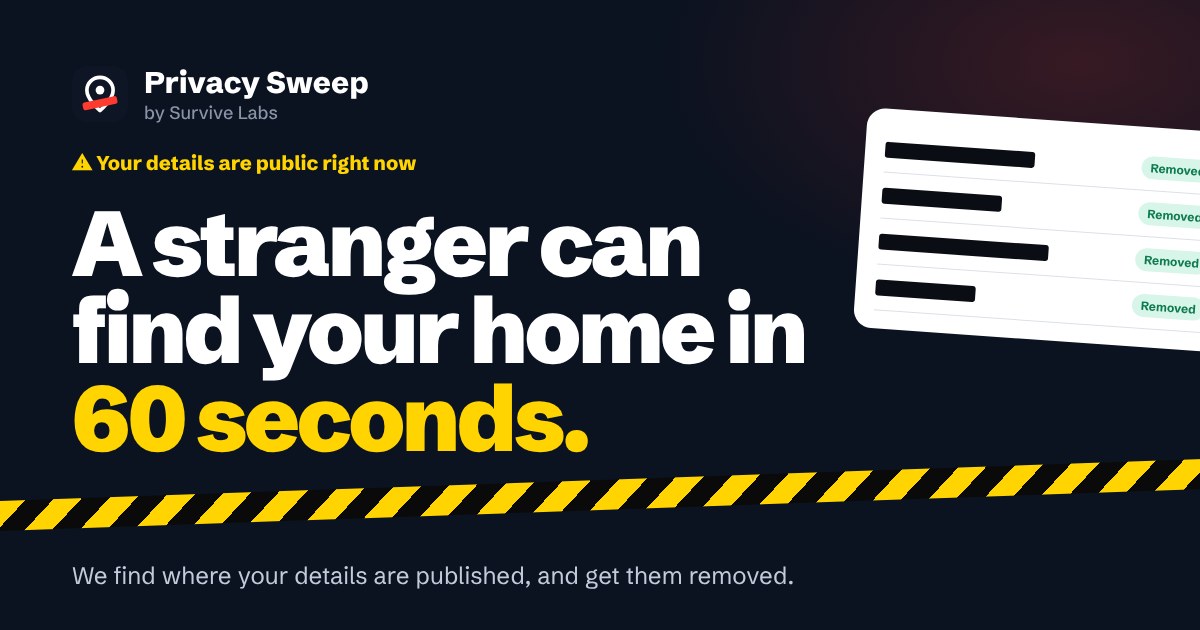 Privacy Sweep
by Survive Labs
⚠ Your details are public right now
A stranger can
find your home in
60 seconds.
Removed
Removed
Removed
Removed
We find where your details are published, and get them removed.